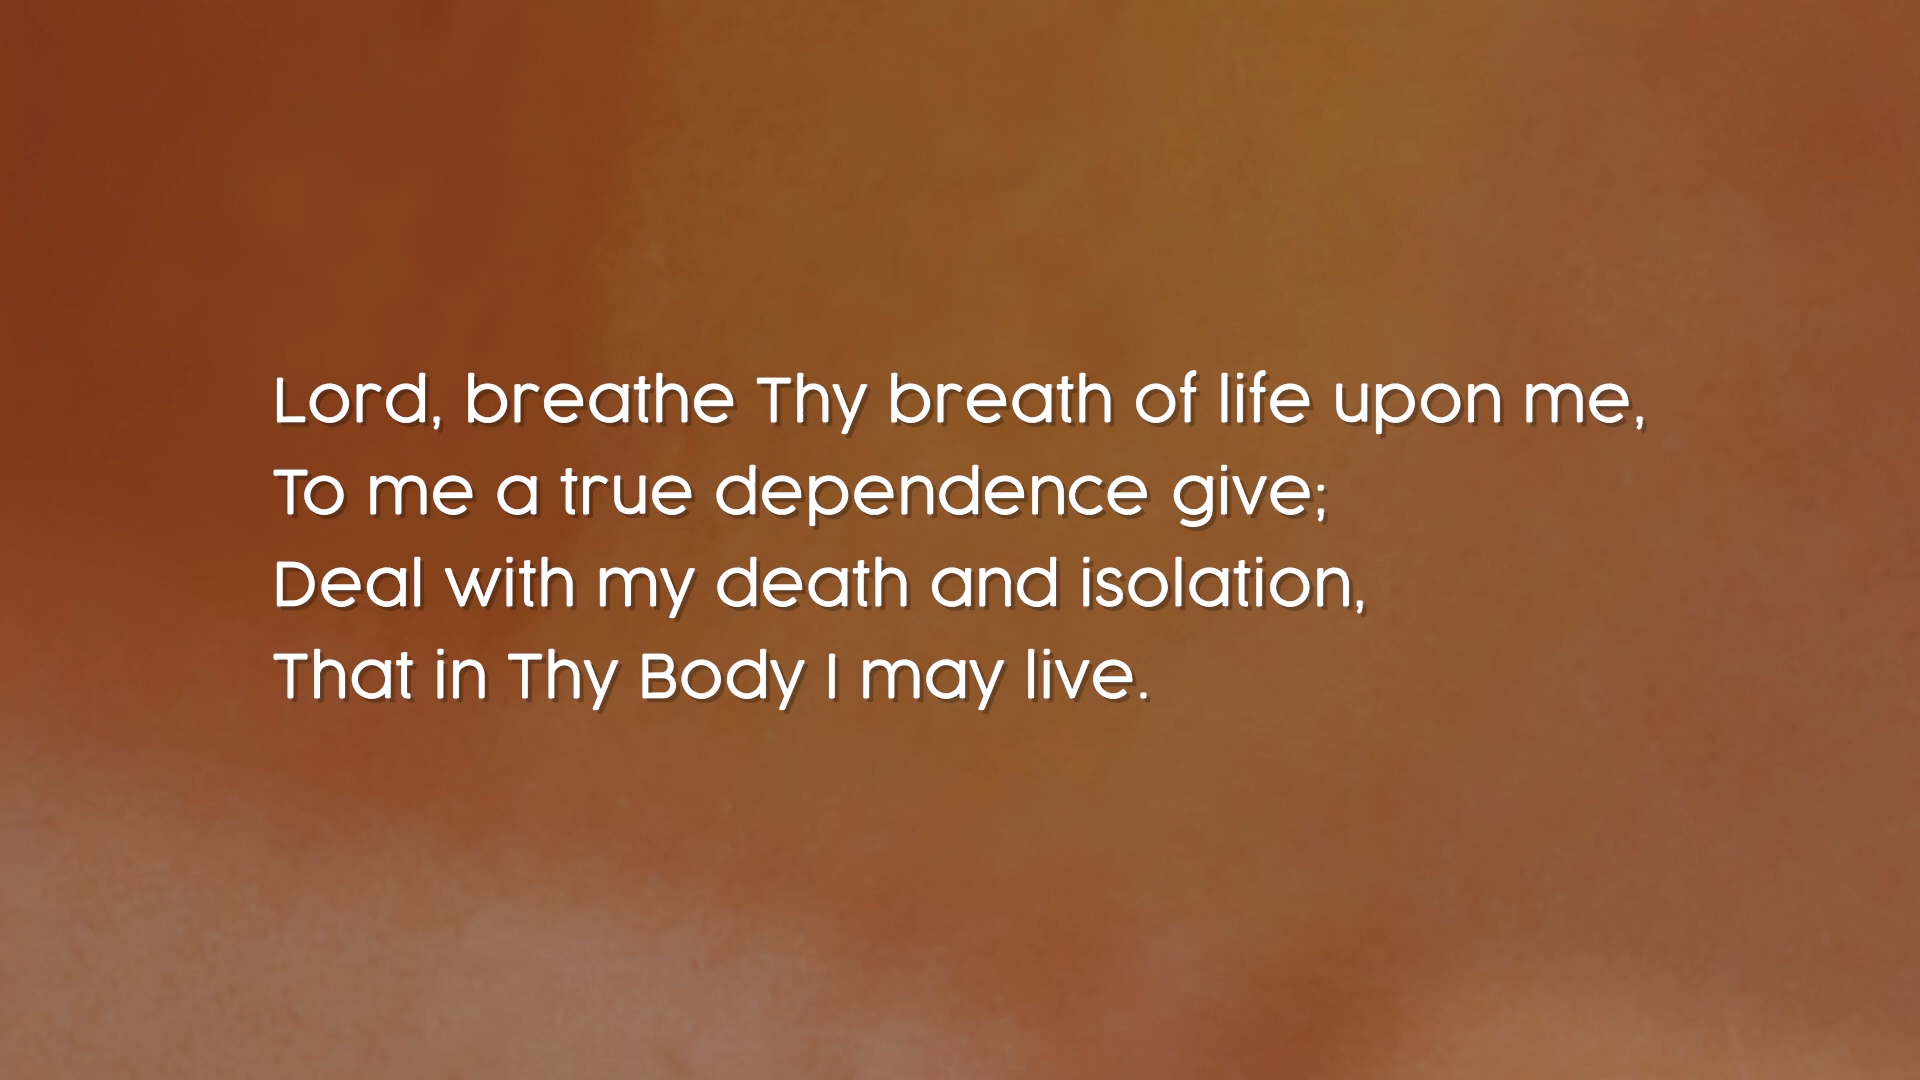 Lord, breathe Thy breath of life upon me,
To me a true dependence give;
Deal with my death and isolation,
That in Thy Body I may live.